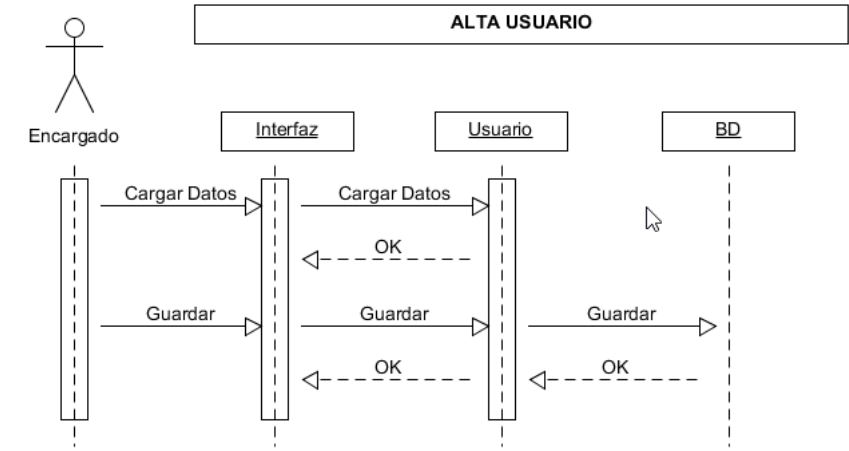 ALTA USUARIO
Encargado
Interfaz
Usuario
BD
Cargar Datos
Cargar Datos
OK
Guardar
Guardar
Guardar
OK
OK